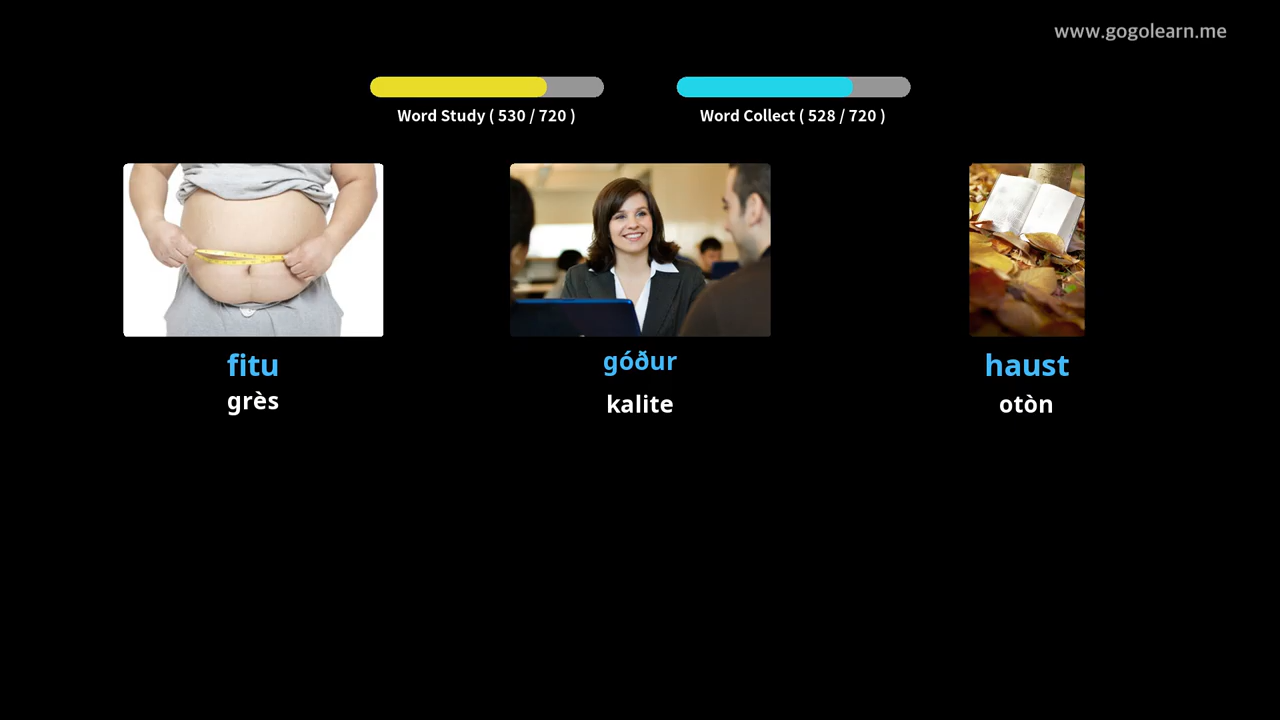 www.gogolearn.me
Word Study ( 530 / 720 )
Word Collect ( 528 / 720 )
fitu
grès
góður
kalite
haust
otòn